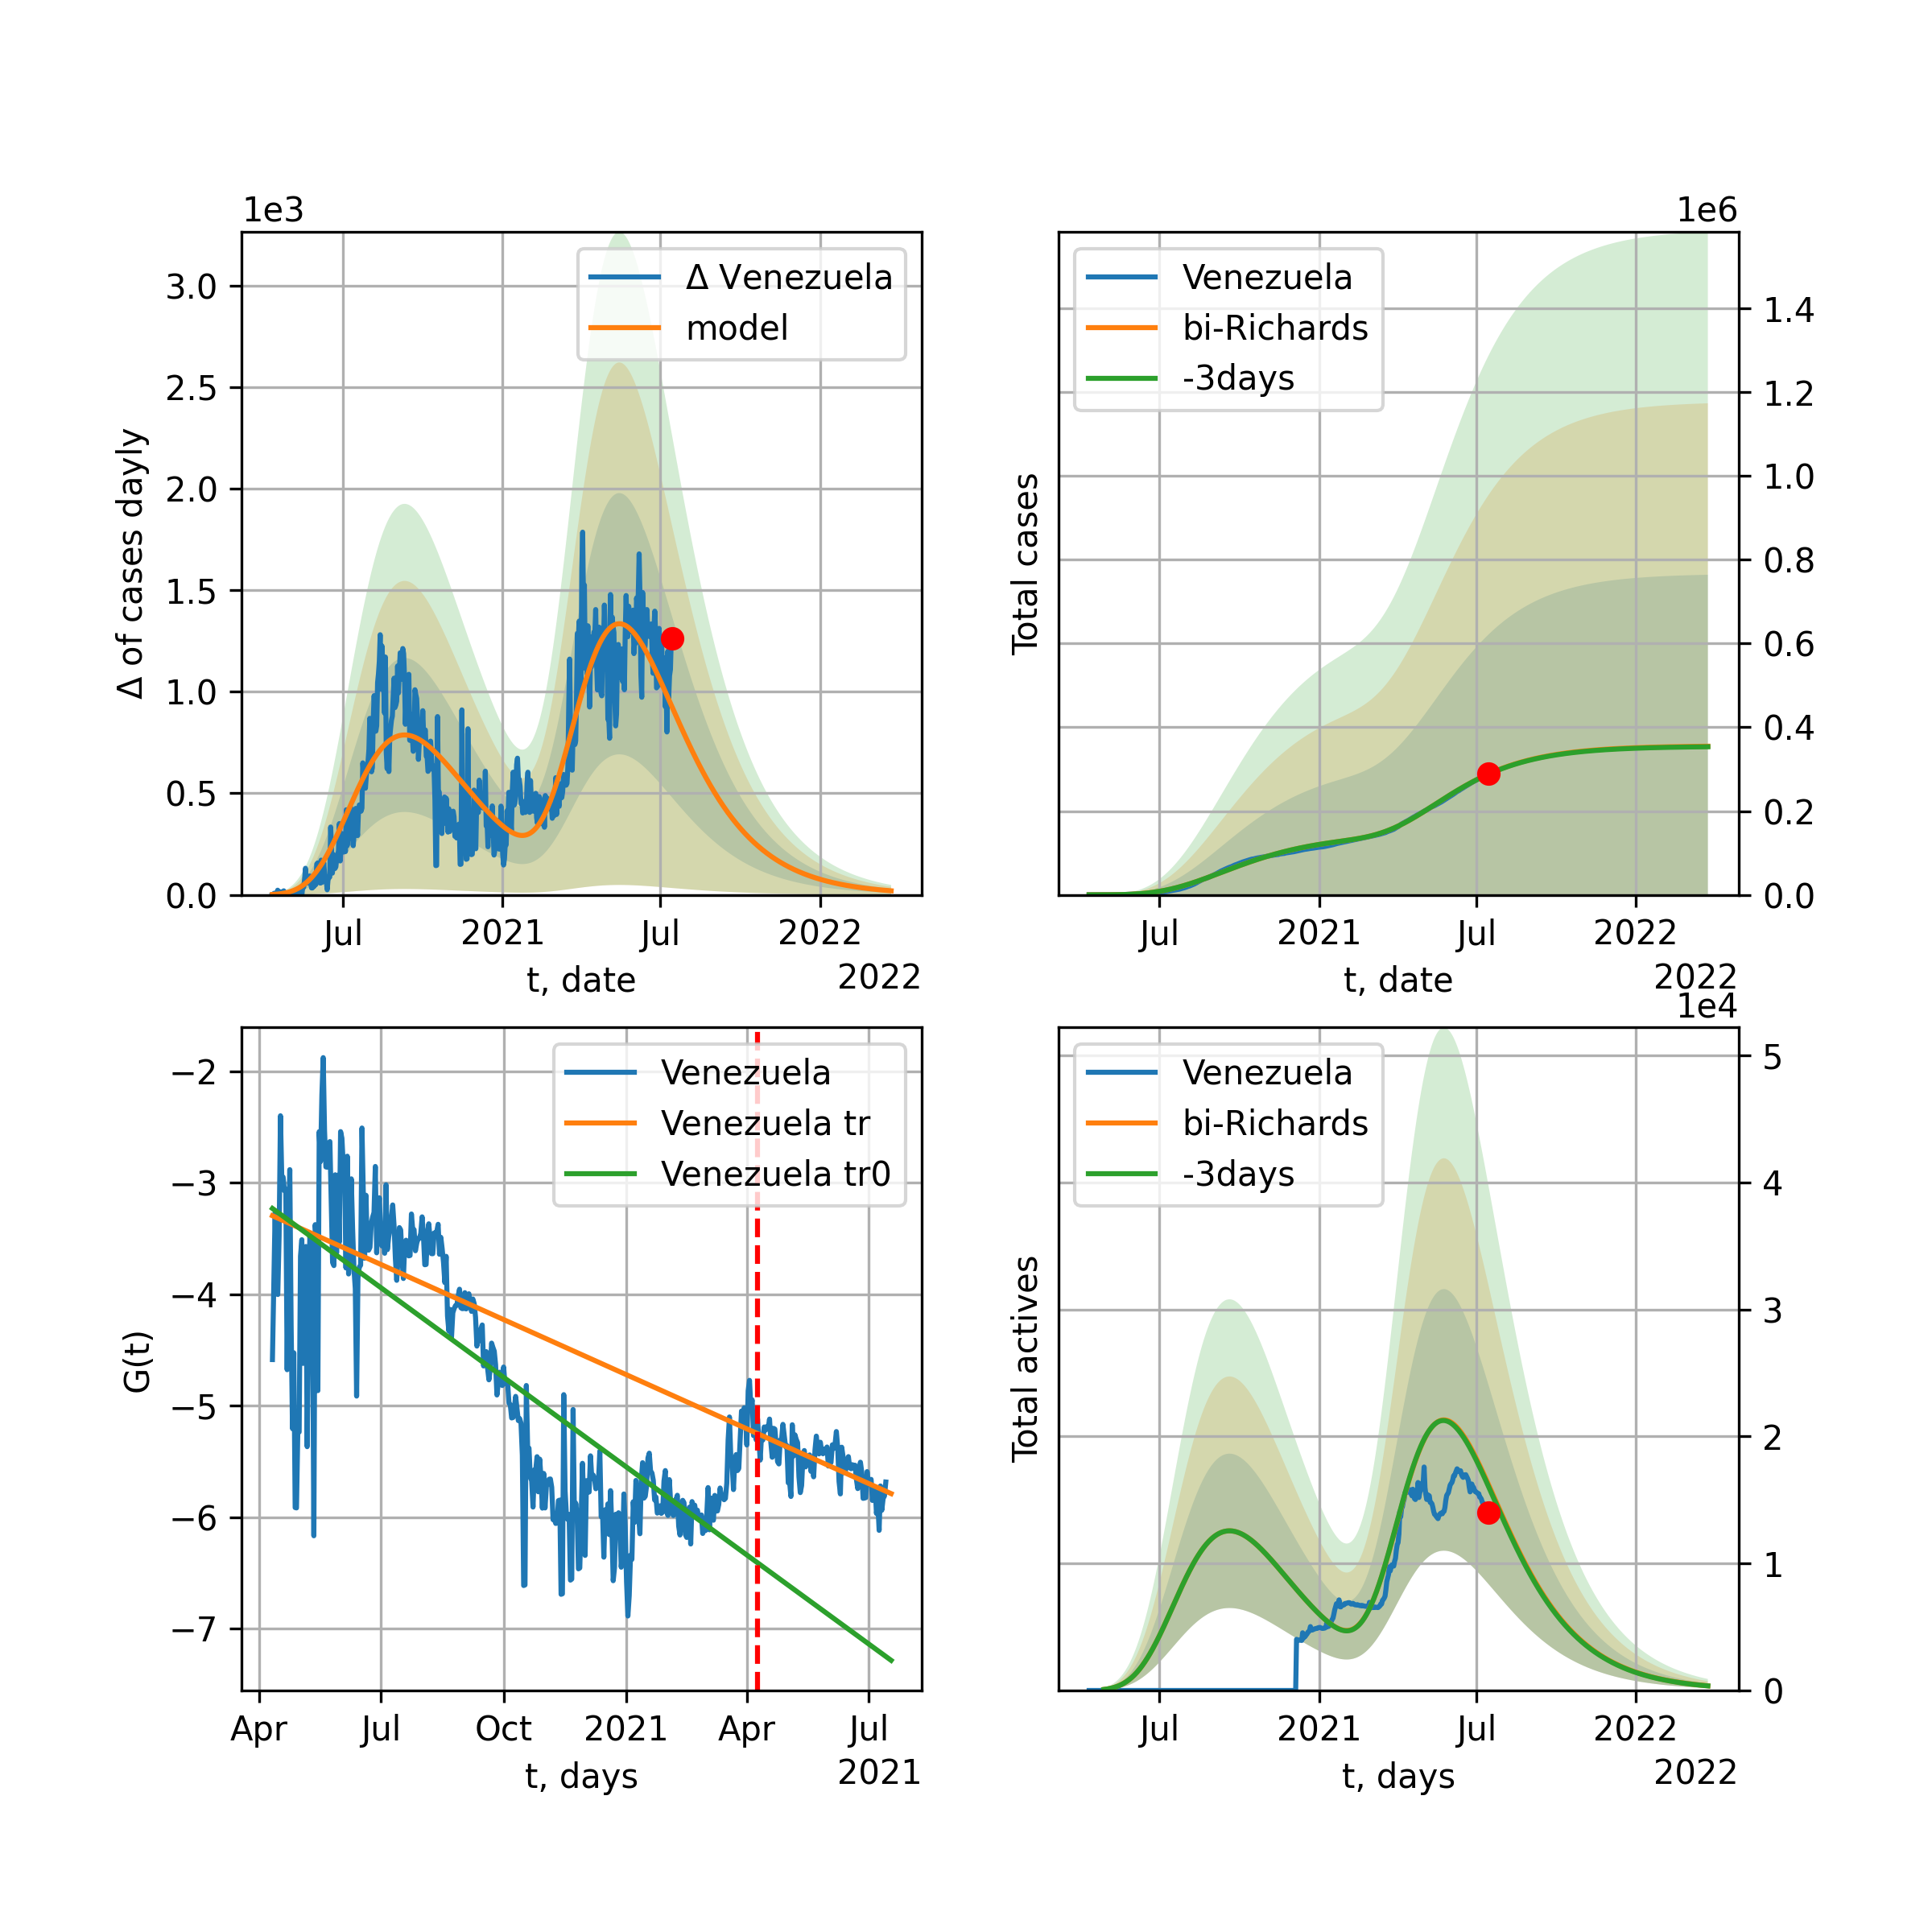 1e3
Δ of cases dayly
3.0
2.5
2.0
1.5
1.0
0.5
0.0
Δ Venezuela
model
Jul
2021
Jul
2022
t, date
2022
1e6
Total cases
Venezuela
bi-Richards
-3days
1.4
1.2
1.0
0.8
0.6
0.4
0.2
0.0
Jul
2021
Jul
2022
t, date
2022
G(t)
−2
−3
−4
−5
−6
−7
Venezuela
Venezuela tr
Venezuela tr0
Apr
Jul
Oct
2021
Apr
Jul
t, days
2021
1e4
Total actives
Venezuela
bi-Richards
-3days
5
4
3
2
1
0
Jul
2021
Jul
2022
t, days
2022